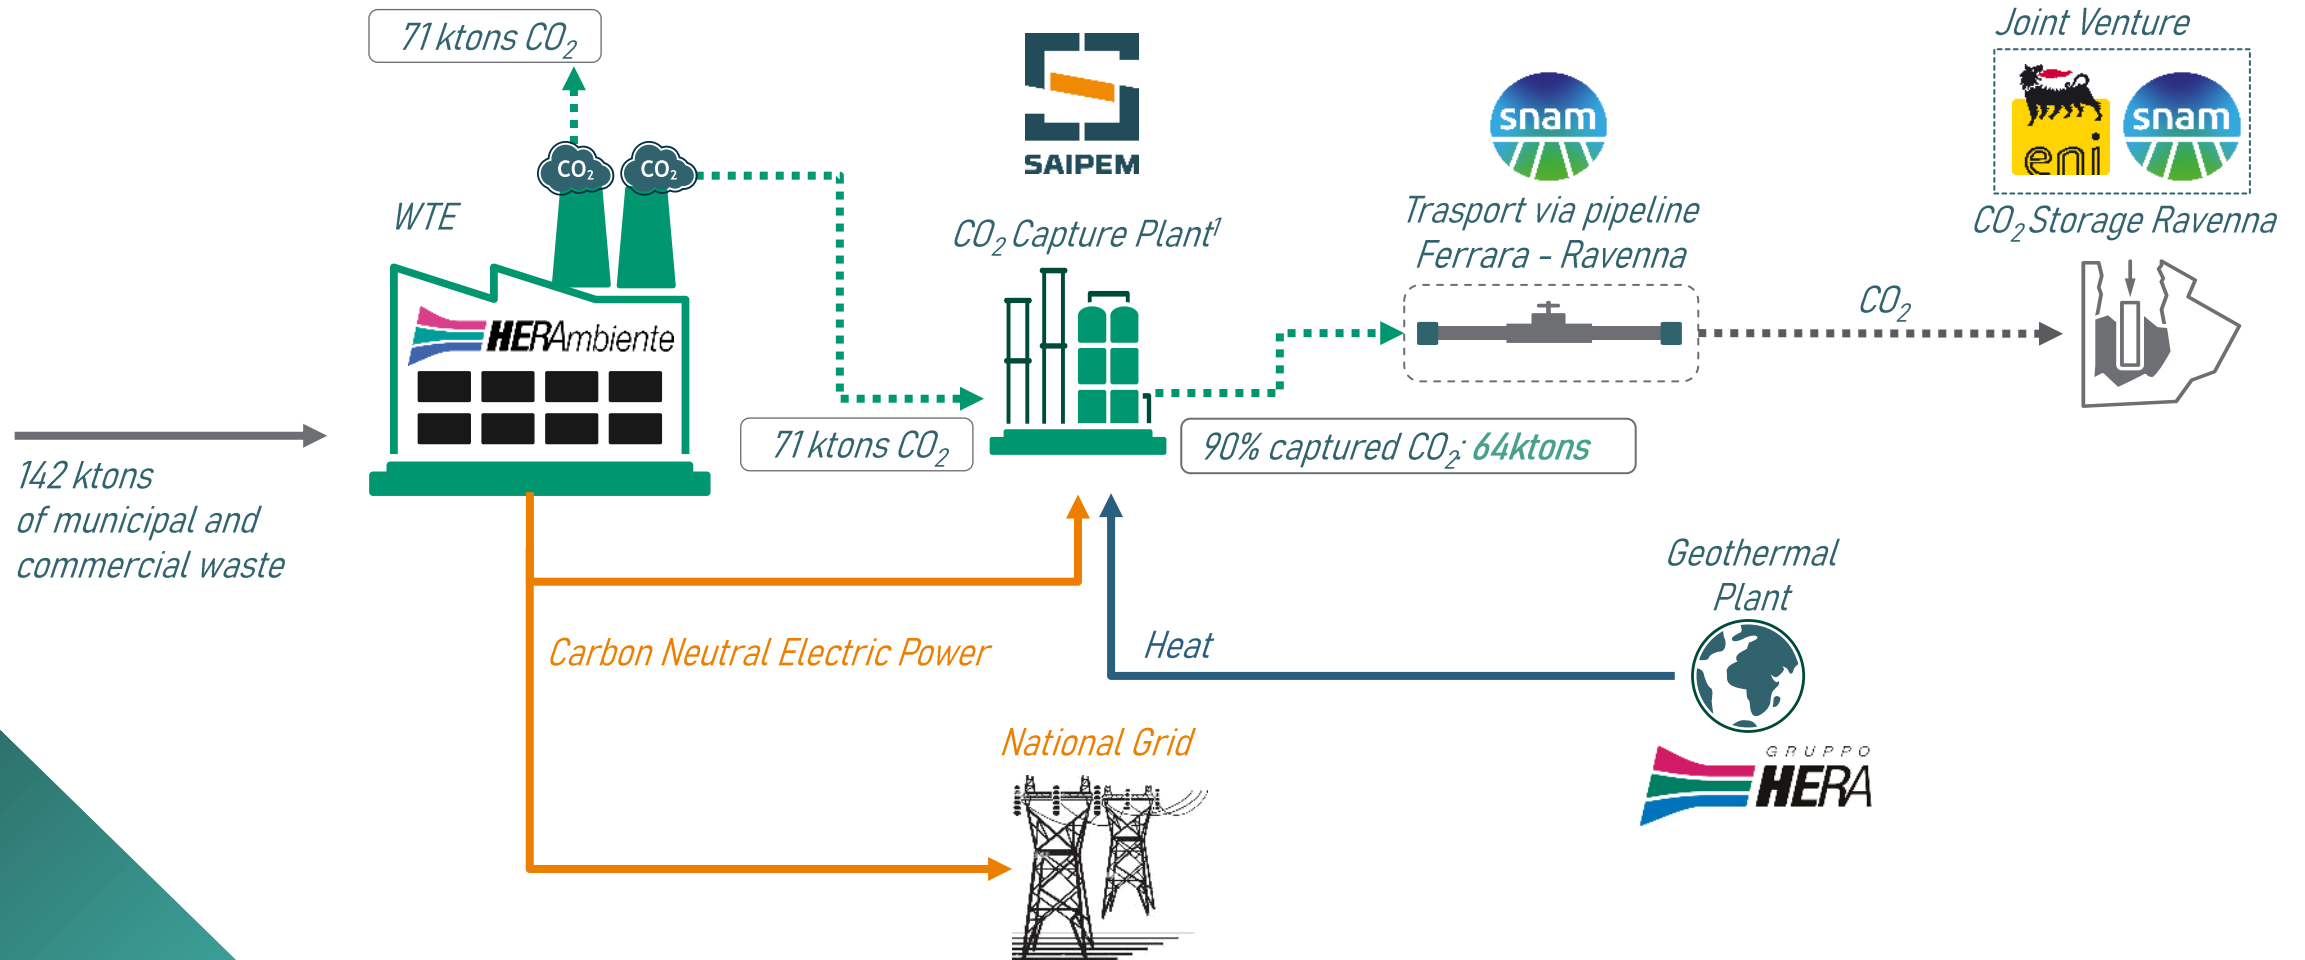 71 ktons CO2
CO2
CO2
WTE
HERAmbiente
142 ktons
of municipal and
commercial waste
SAIPEM
CO2 Capture Plant1
71 ktons CO2
90% captured CO2: 64ktons
snam
Trasport via pipeline
Ferrara - Ravenna
CO2
Joint Venture
eni
snam
CO2 Storage Ravenna
Carbon Neutral Electric Power
Heat
Geothermal
Plant
GRUPPO
HERA
National Grid